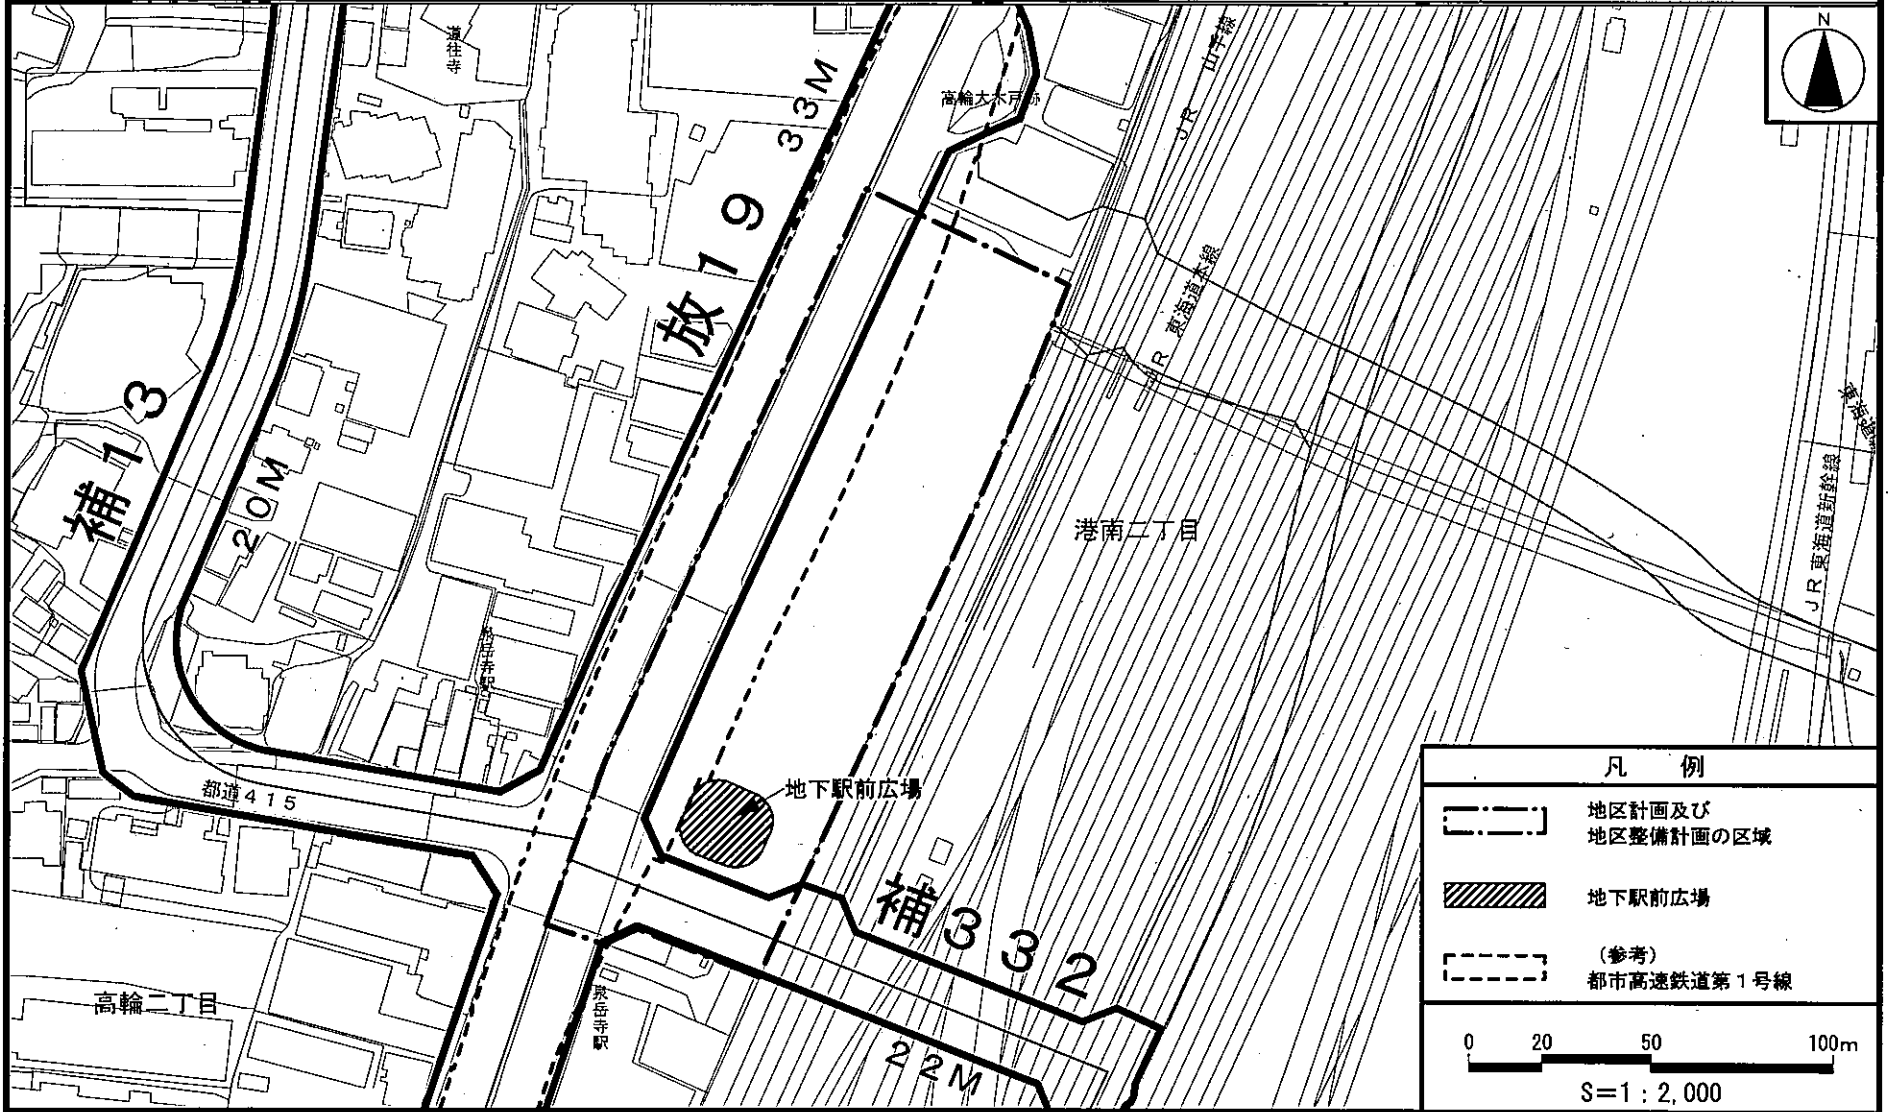 N
道往寺
JR 山手線
33M
高輪大木戸跡
放19
JR 東海道本線
補13
20M
港南二丁目
JR 東海道新幹線
泉岳寺駅
都道415
地下駅前広場
補332
高輪二丁目
泉岳寺駅
22M
凡 例
地区計画及び
地区整備計画の区域
地下駅前広場
(参考)
都市高速鉄道第1号線
0 20 50 100m
S=1:2,000